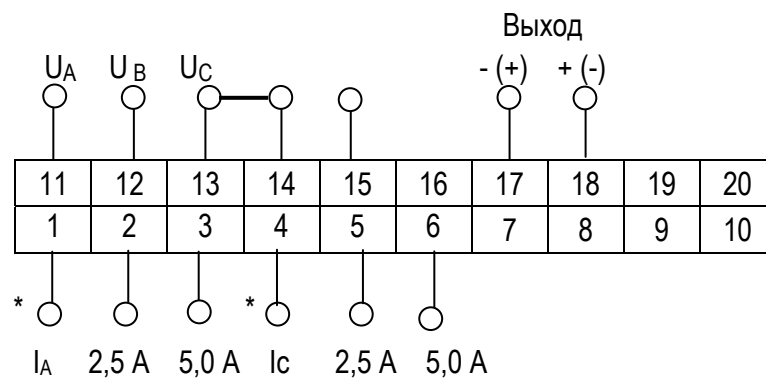 Выход
UA U B UC - (+) + (-)
11 12 13 14 15 16 17 18 19 20
1 2 3 4 5 6 7 8 9 10
* *
IA 2,5 А 5,0 А Ic 2,5 А 5,0 А